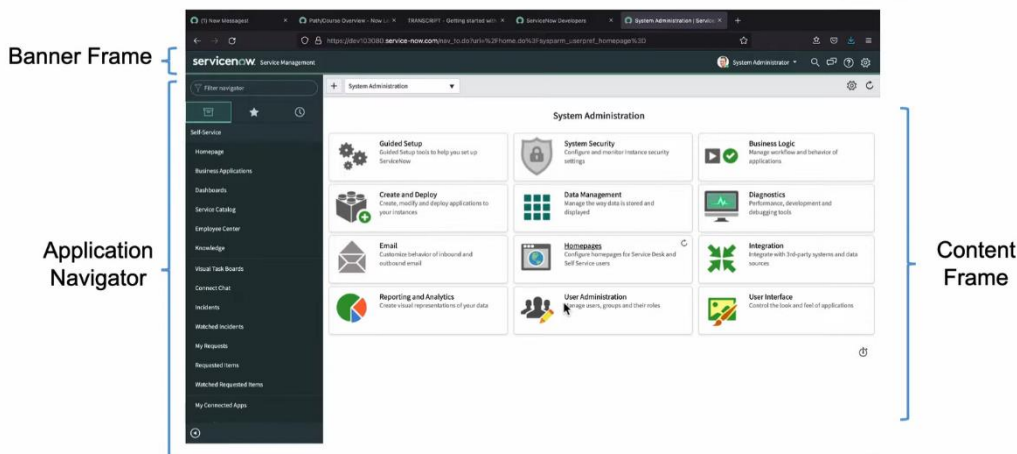 (1) New Messages!
Path/Course Overview - Now Le
TRANSCRIPT - Getting started with
ServiceNow Developers
System Administration | Service
https://dev103080.service-now.com/nav_to.do?uri=%2Fhome.do%3Fsysparm_userpref_homepage%3D
Banner Frame
servicenow Service Management
System Administrator
Filter navigator
System Administration
Self-Service
Homepage
Business Applications
Dashboards
Service Catalog
Employee Center
Knowledge
Visual Task Boards
Connect Chat
Incidents
Watched Incidents
My Requests
Requested Items
Watched Requested Items
My Connected Apps
Application
Navigator
System Administration
Guided Setup
Guided Setup tools to help you set up
ServiceNow
System Security
Configure and monitor instance security
settings
Business Logic
Manage workflow and behavior of
applications
Create and Deploy
Create, modify and deploy applications to
your instances
Data Management
Manage the way data is stored and
displayed
Diagnostics
Performance, development and
debugging tools
Email
Customize behavior of inbound and
outbound email
Homepages
Configure homepages for Service Desk and
Self Service users
Integration
Integrate with 3rd-party systems and data
sources
Reporting and Analytics
Create visual representations of your data
User Administration
Manage users, groups and their roles
User Interface
Control the look and feel of applications
Content
Frame